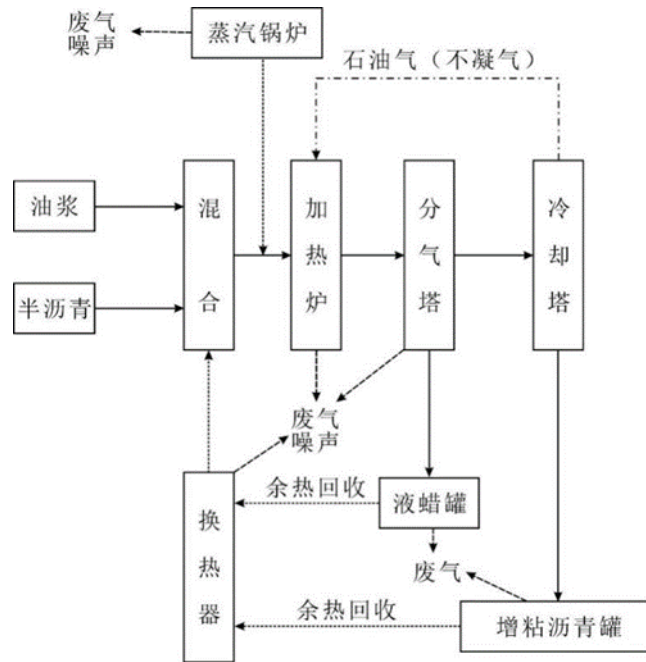 废气
噪声
蒸汽锅炉
石油气（不凝气）
油浆
半沥青
混合
加热炉
分气塔
冷却塔
废气
噪声
换热器
余热回收
液蜡罐
废气
余热回收
增粘沥青罐